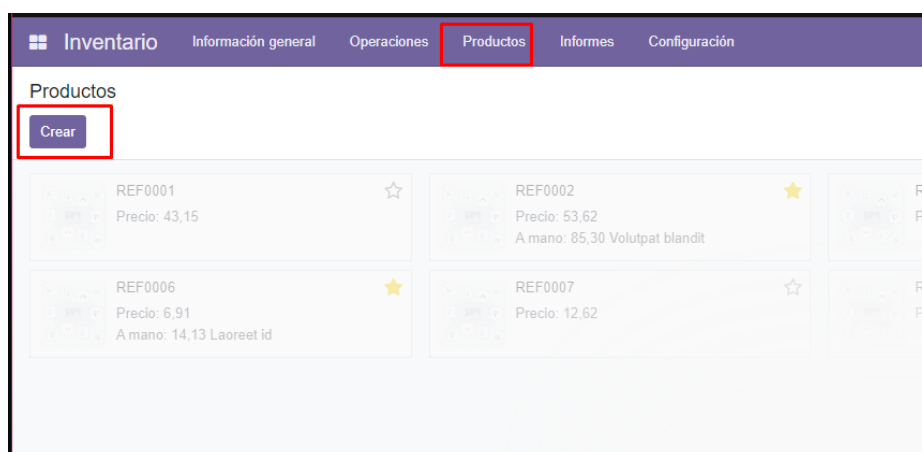 Inventario Información general Operaciones Productos Informes Configuración
Productos
Crear
REF0001
Precio: 43,15
REF0002
Precio: 53,62
A mano: 85,30 Volutpat blandit
REF0006
Precio: 6,91
A mano: 14,13 Laoreet id
REF0007
Precio: 12,62